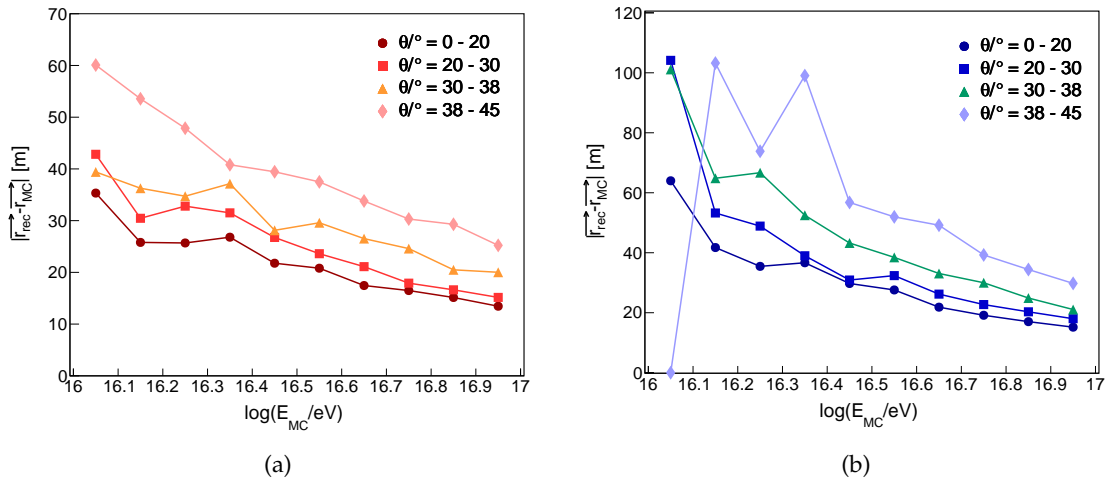 70
60
50
40
30
20
10
0
|r_rec-r_MC| [m]
θ/° = 0 - 20
θ/° = 20 - 30
θ/° = 30 - 38
θ/° = 38 - 45
16 16.1 16.2 16.3 16.4 16.5 16.6 16.7 16.8 16.9 17
log(E_MC/eV)
(a)
120
100
80
60
40
20
0
|r_rec-r_MC| [m]
θ/° = 0 - 20
θ/° = 20 - 30
θ/° = 30 - 38
θ/° = 38 - 45
16 16.1 16.2 16.3 16.4 16.5 16.6 16.7 16.8 16.9 17
log(E_MC/eV)
(b)